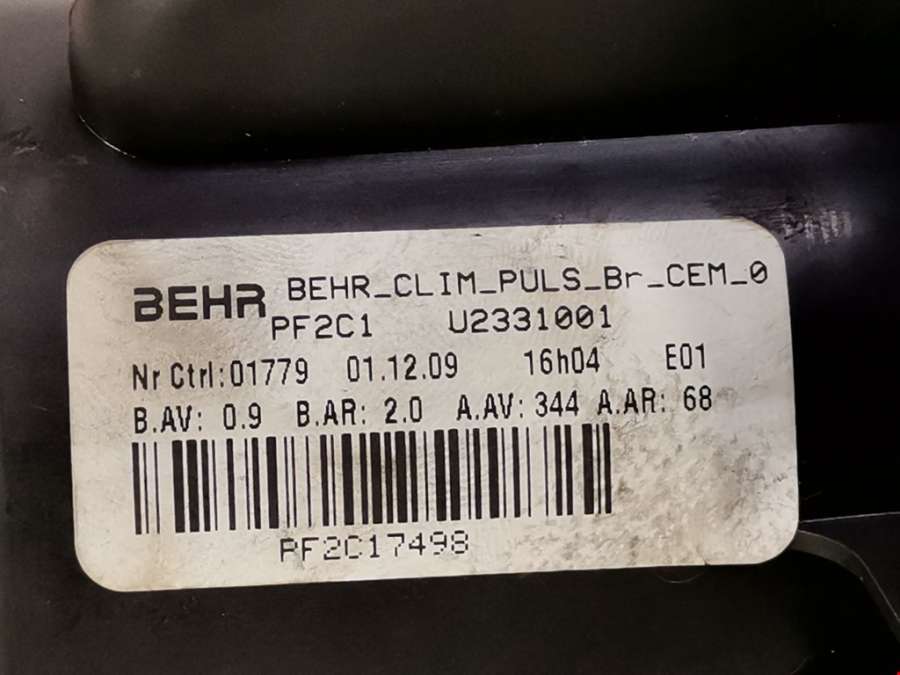 BEHR BEHR_CLIM_PULS_Br_CEM_0
PF2C1 U2331001
Nr Ctrl:01779 01.12.09 16h04 E01
B.AV: 0.9 B.AR: 2.0 A.AV: 344 A.AR: 68
PF2C17498